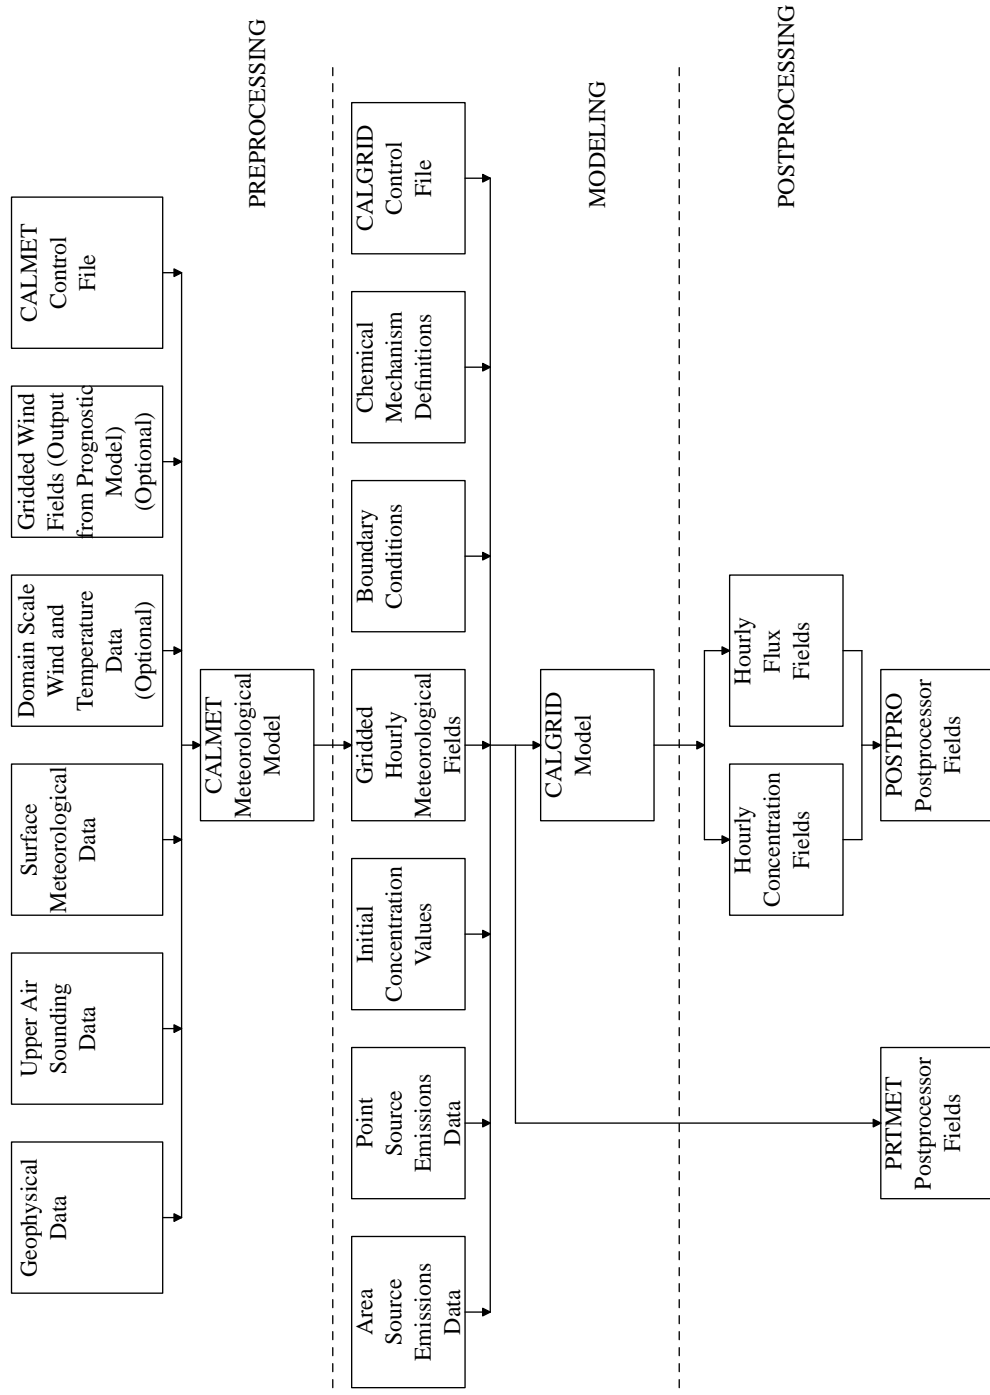 Geophysical
Data
Upper Air
Sounding
Data
Surface
Meteorological
Data
Domain Scale
Wind and
Temperature
Data
(Optional)
Gridded Wind
Fields (Output
from Prognostic
Model)
(Optional)
CALMET
Control
File
CALMET
Meteorological
Model
PREPROCESSING
Area
Source
Emissions
Data
Point
Source
Emissions
Data
Initial
Concentration
Values
Gridded
Hourly
Meteorological
Fields
Boundary
Conditions
Chemical
Mechanism
Definitions
CALGRID
Control
File
CALGRID
Model
MODELING
Hourly
Concentration
Fields
Hourly
Flux
Fields
POSTPROCESSING
PRTMET
Postprocessor
Fields
POSTPRO
Postprocessor
Fields